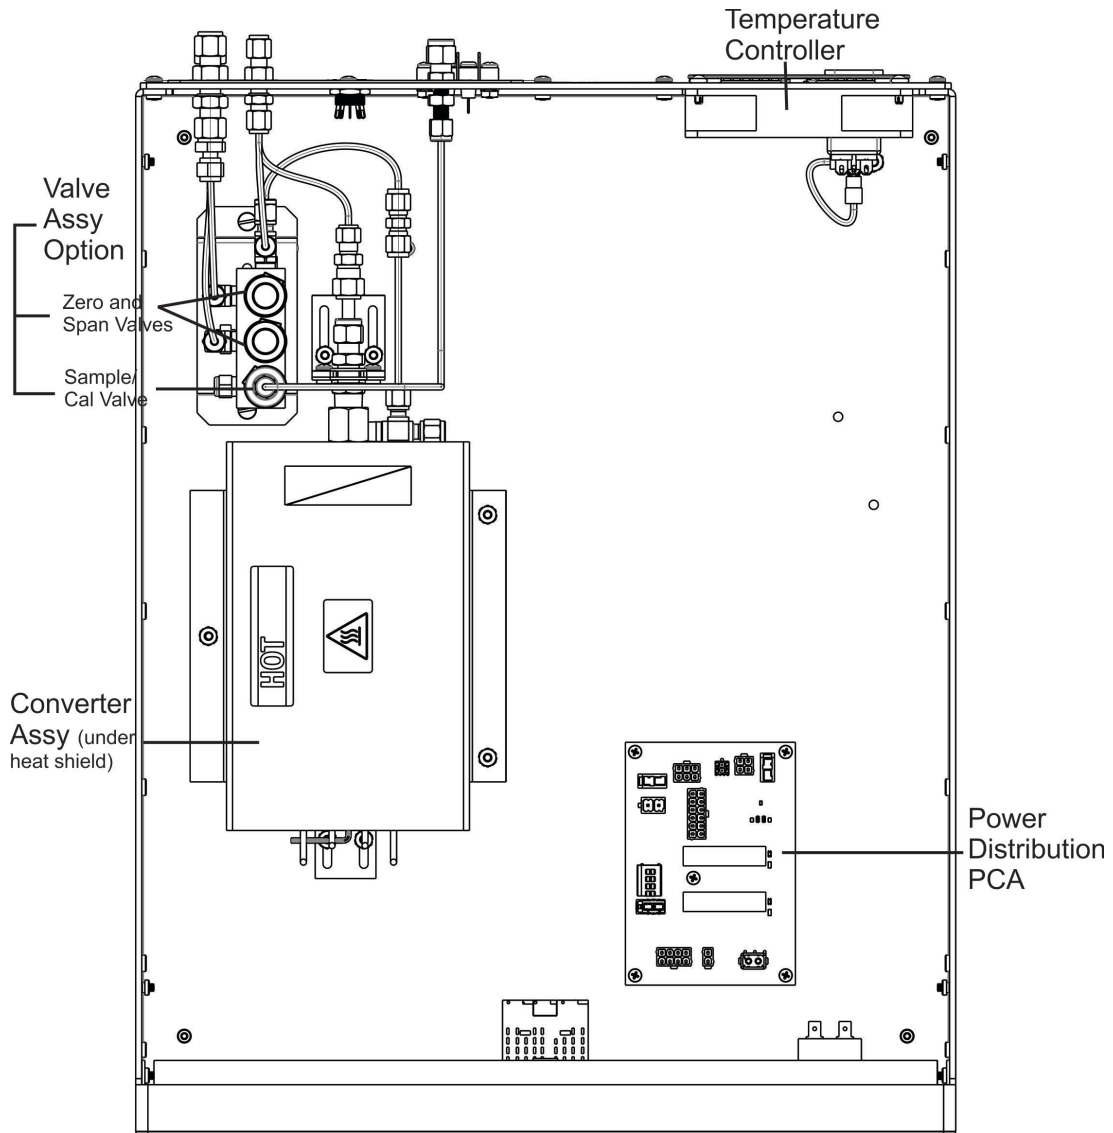 Temperature
Controller
Valve
Assy
Option
Zero and
Span Valves
Sample/
Cal Valve
HOT
Converter
Assy (under
heat shield)
Power
Distribution
PCA